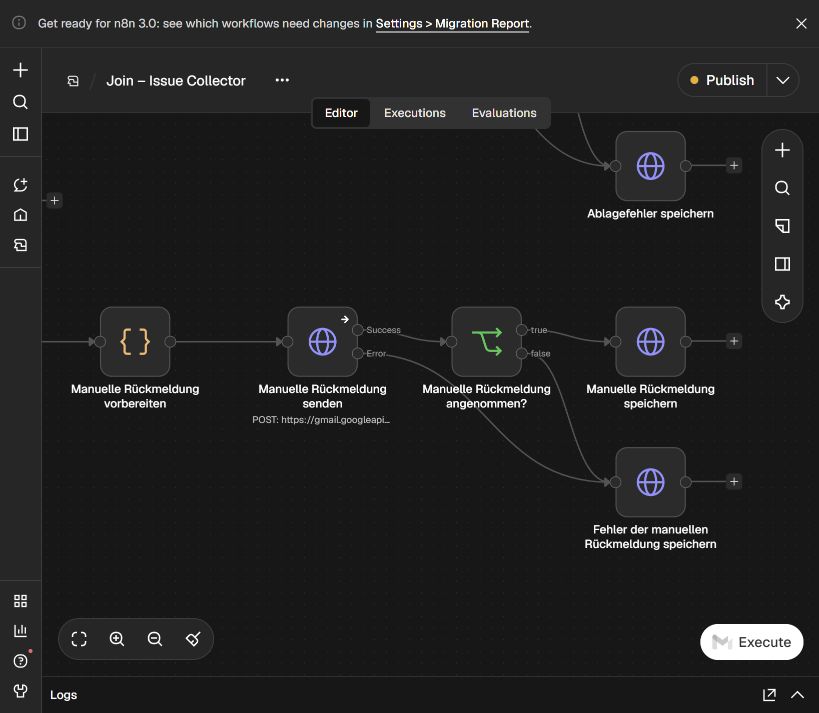 Get ready for n8n 3.0: see which workflows need changes in Settings > Migration Report.
/ Join – Issue Collector ...
Publish
Editor Executions Evaluations
Ablagefehler speichern
Success
Error
true
false
Manuelle Rückmeldung
vorbereiten
Manuelle Rückmeldung
senden
POST: https://gmail.googleapi...
Manuelle Rückmeldung
angenommen?
Manuelle Rückmeldung
speichern
Fehler der manuellen
Rückmeldung speichern
Execute
Logs